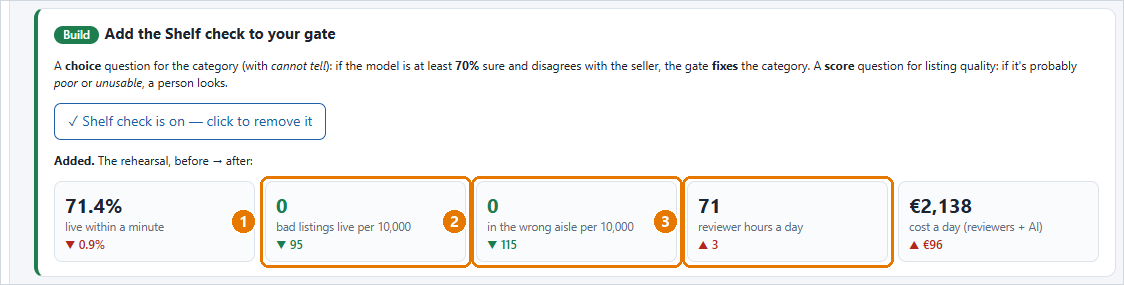 Build Add the Shelf check to your gate
A choice question for the category (with cannot tell): if the model is at least 70% sure and disagrees with the seller, the gate fixes the category. A score question for listing quality: if it's probably
poor or unusable, a person looks.
✓ Shelf check is on — click to remove it
Added. The rehearsal, before → after:
71.4%
live within a minute
▼ 0.9%
1
0
bad listings live per 10,000
▼ 95
2
0
in the wrong aisle per 10,000
▼ 115
3
71
reviewer hours a day
▲ 3
€2,138
cost a day (reviewers + AI)
▲ €96